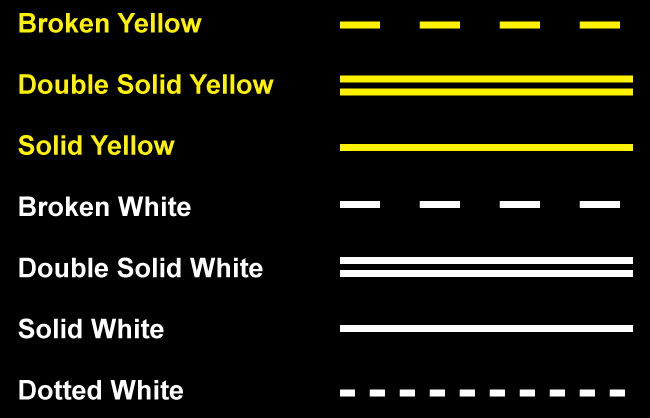 Broken Yellow
Double Solid Yellow
Solid Yellow
Broken White
Double Solid White
Solid White
Dotted White